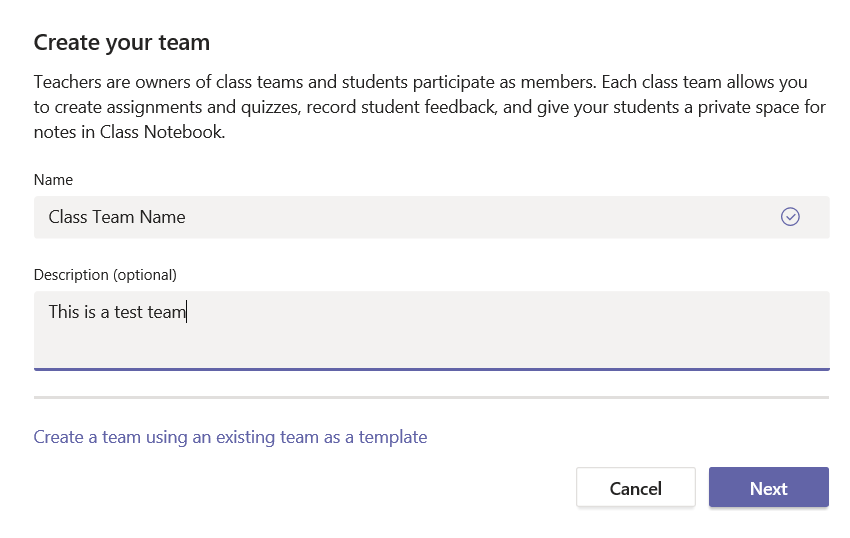 Create your team
Teachers are owners of class teams and students participate as members. Each class team allows you
to create assignments and quizzes, record student feedback, and give your students a private space for
notes in Class Notebook.
Name
Class Team Name
Description (optional)
This is a test team
Create a team using an existing team as a template
Cancel Next